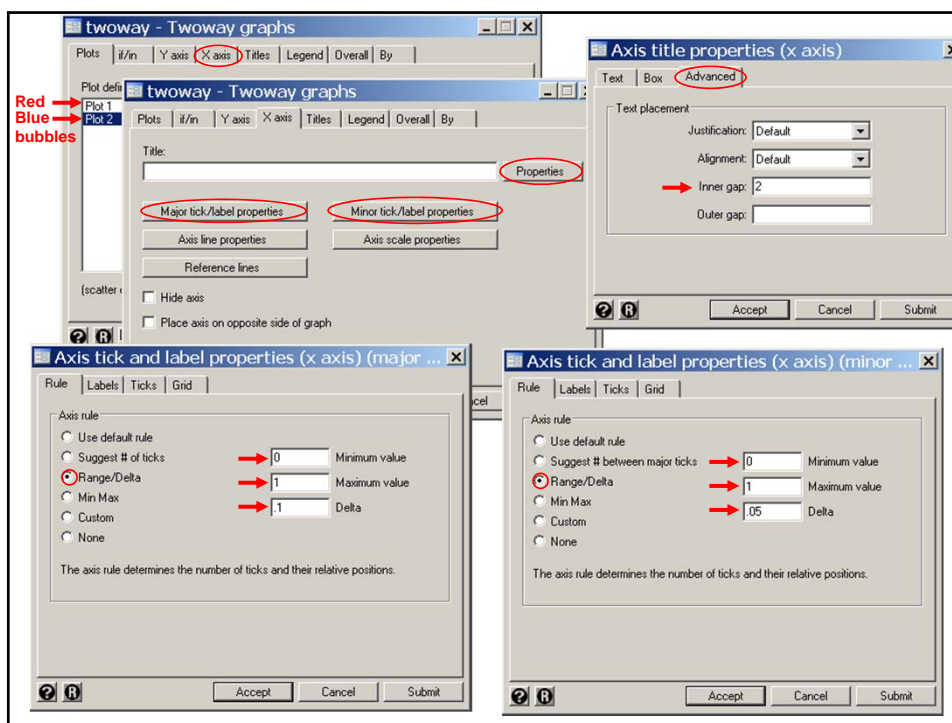 twoway - Twoway graphs
Plots if/in Y axis X axis Titles Legend Overall By
Red
Blue
bubbles
Plot 1
Plot 2
(scatter
twoway - Twoway graphs
Plots if/in Y axis X axis Titles Legend Overall By
Title:
Properties
Major tick/label properties Minor tick/label properties
Axis line properties Axis scale properties
Reference lines
Hide axis
Place axis on opposite side of graph
Axis title properties (x axis)
Text Box Advanced
Text placement
Justification: Default
Alignment: Default
Inner gap: 2
Outer gap:
Accept Cancel Submit
Axis tick and label properties (x axis) (major ...
Rule Labels Ticks Grid
Axis rule
Use default rule
Suggest # of ticks 0 Minimum value
Range/Delta 1 Maximum value
Min Max .1 Delta
Custom
None
The axis rule determines the number of ticks and their relative positions.
Accept Cancel Submit
Axis tick and label properties (x axis) (minor ...
Rule Labels Ticks Grid
Axis rule
Use default rule
Suggest # between major ticks 0 Minimum value
Range/Delta 1 Maximum value
Min Max .05 Delta
Custom
None
The axis rule determines the number of ticks and their relative positions.
Accept Cancel Submit